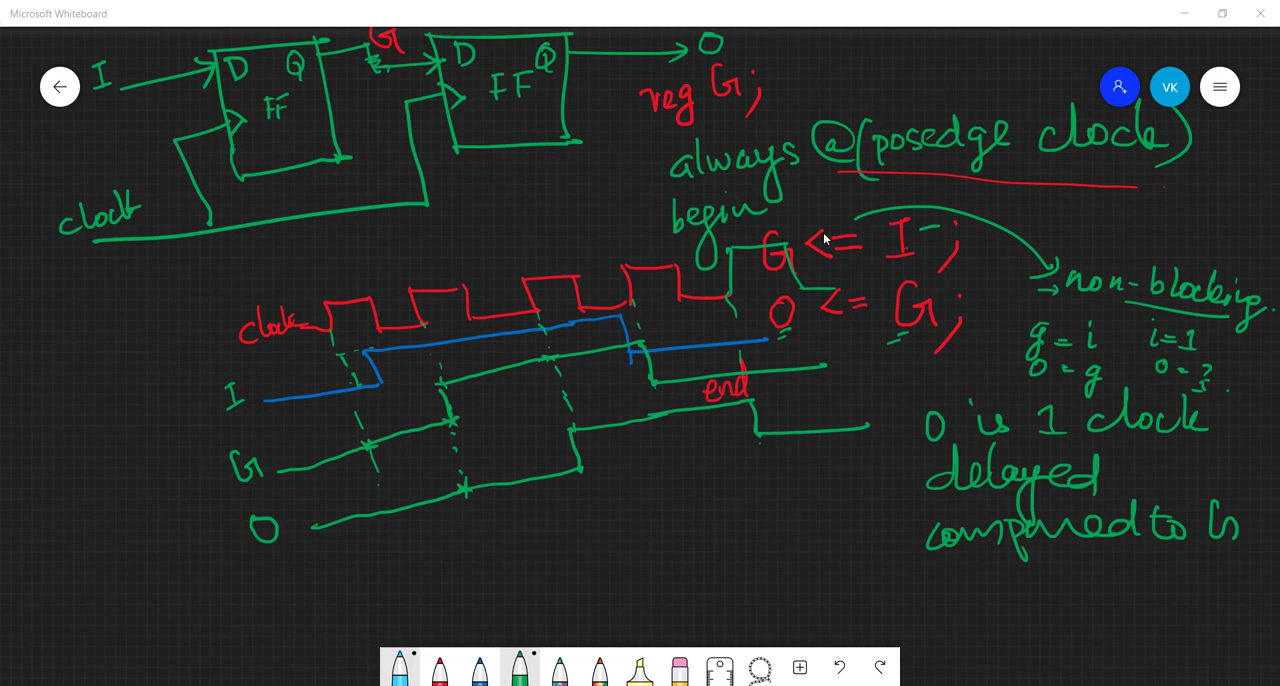 Microsoft Whiteboard
I
D Q
FF
G
D Q
FF
O
clock
reg G;
VK
always @(posedge clock)
begin
G <= I;
O <= G;
end
→ non-blocking
g = i i=1
o = g o = ?
clock
I
G
O
O is 1 clock
delayed
compared to G